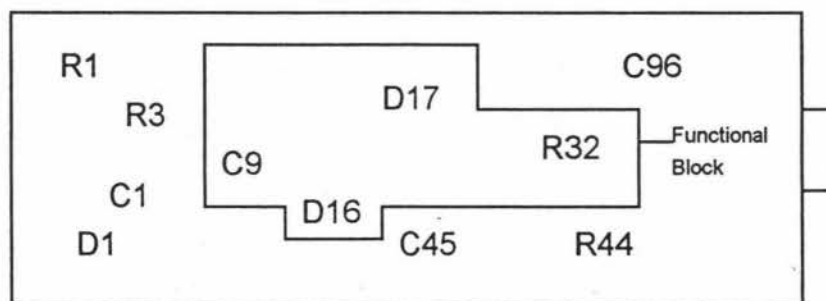 R1
C96
D17
R3
Functional
Block
R32
C9
C1
D16
D1
C45
R44